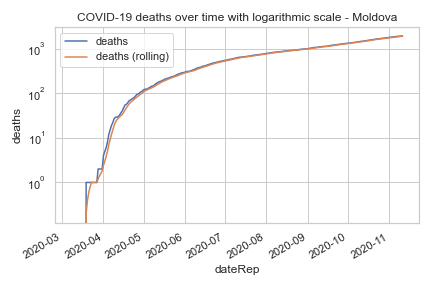 COVID-19 deaths over time with logarithmic scale - Moldova
deaths
deaths (rolling)
deaths
10³
10²
10¹
10⁰
2020-03
2020-04
2020-05
2020-06
2020-07
2020-08
2020-09
2020-10
2020-11
dateRep